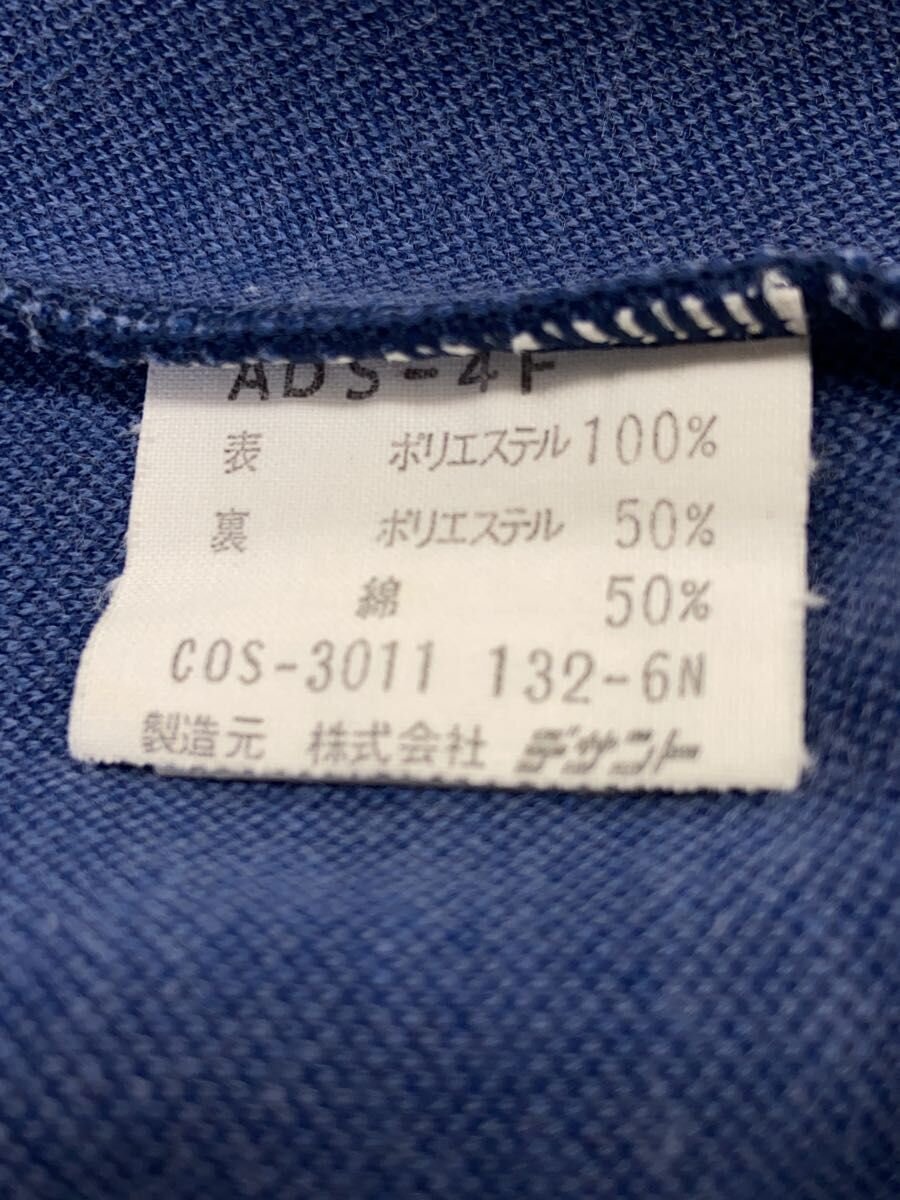 ADS-4F
表 ポリエステル 100%
裏 ポリエステル 50%
綿 50%
COS-3011 132-6N
製造元 株式会社 デサント